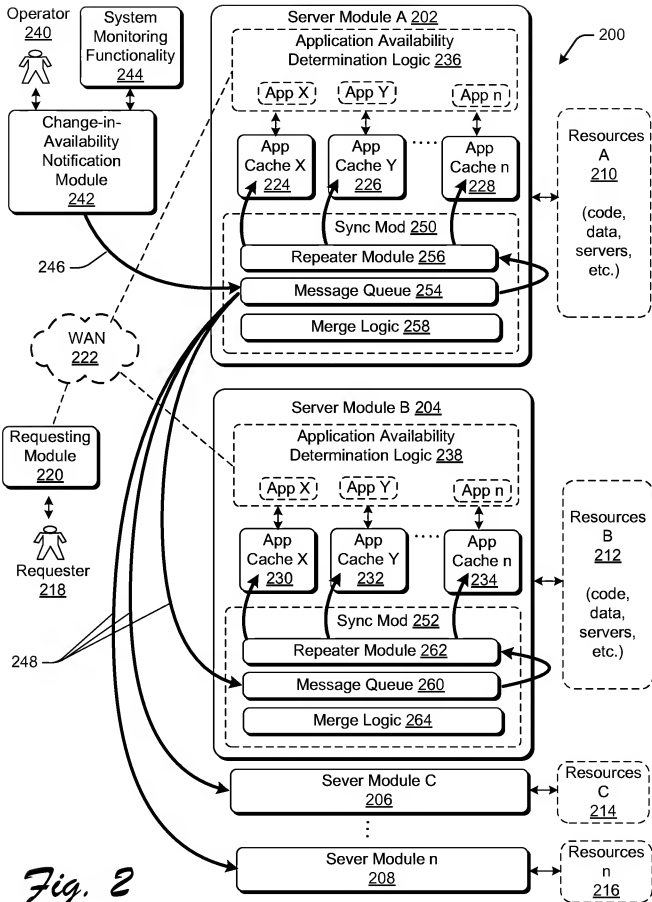 Operator
240
System
Monitoring
Functionality
244
Change-in-
Availability
Notification
Module
242
246
WAN
222
Requesting
Module
220
Requester
218
248
200
Server Module A 202
Application Availability
Determination Logic 236
App X
App Y
App n
App
Cache X
224
App
Cache Y
226
.....
App
Cache n
228
Sync Mod 250
Repeater Module 256
Message Queue 254
Merge Logic 258
Resources
A
210
(code,
data,
servers,
etc.)
Server Module B 204
Application Availability
Determination Logic 238
App X
App Y
App n
App
Cache X
230
App
Cache Y
232
.....
App
Cache n
234
Sync Mod 252
Repeater Module 262
Message Queue 260
Merge Logic 264
Resources
B
212
(code,
data,
servers,
etc.)
Sever Module C
206
Resources
C
214
Sever Module n
208
Resources
n
216
Fig. 2